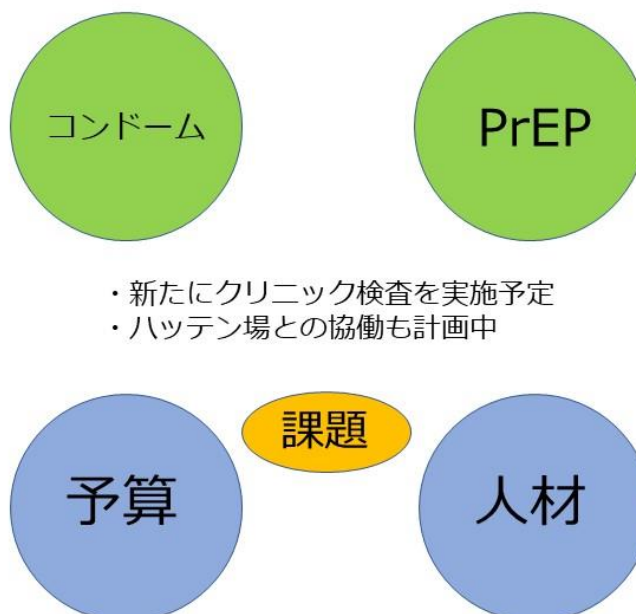 コンドーム
PrEP
・新たにクリニック検査を実施予定
・ハッテン場との協働も計画中
課題
予算
人材